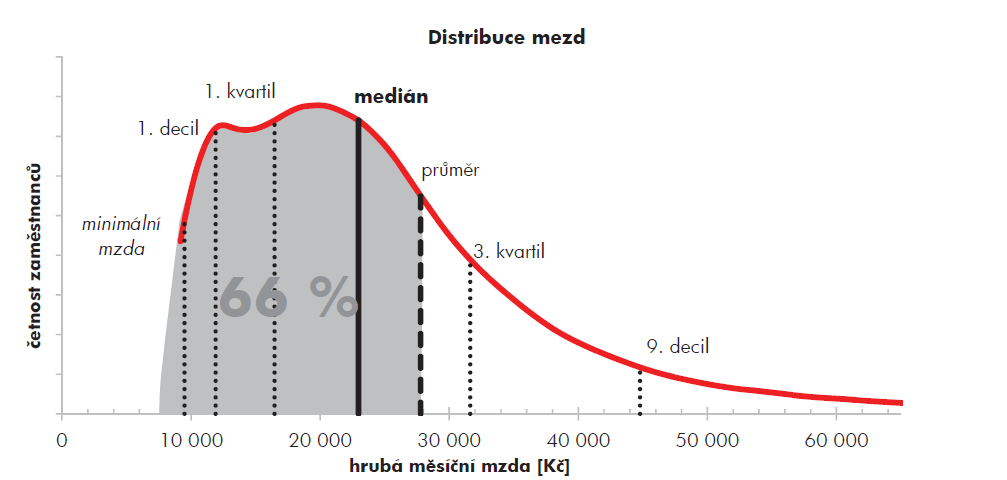 Distribuce mezd
1. kvartil
medián
1. decil
průměr
minimální
mzda
3. kvartil
66 %
9. decil
četnost zaměstnanců
0
10 000
20 000
30 000
40 000
50 000
60 000
hrubá měsíční mzda [Kč]